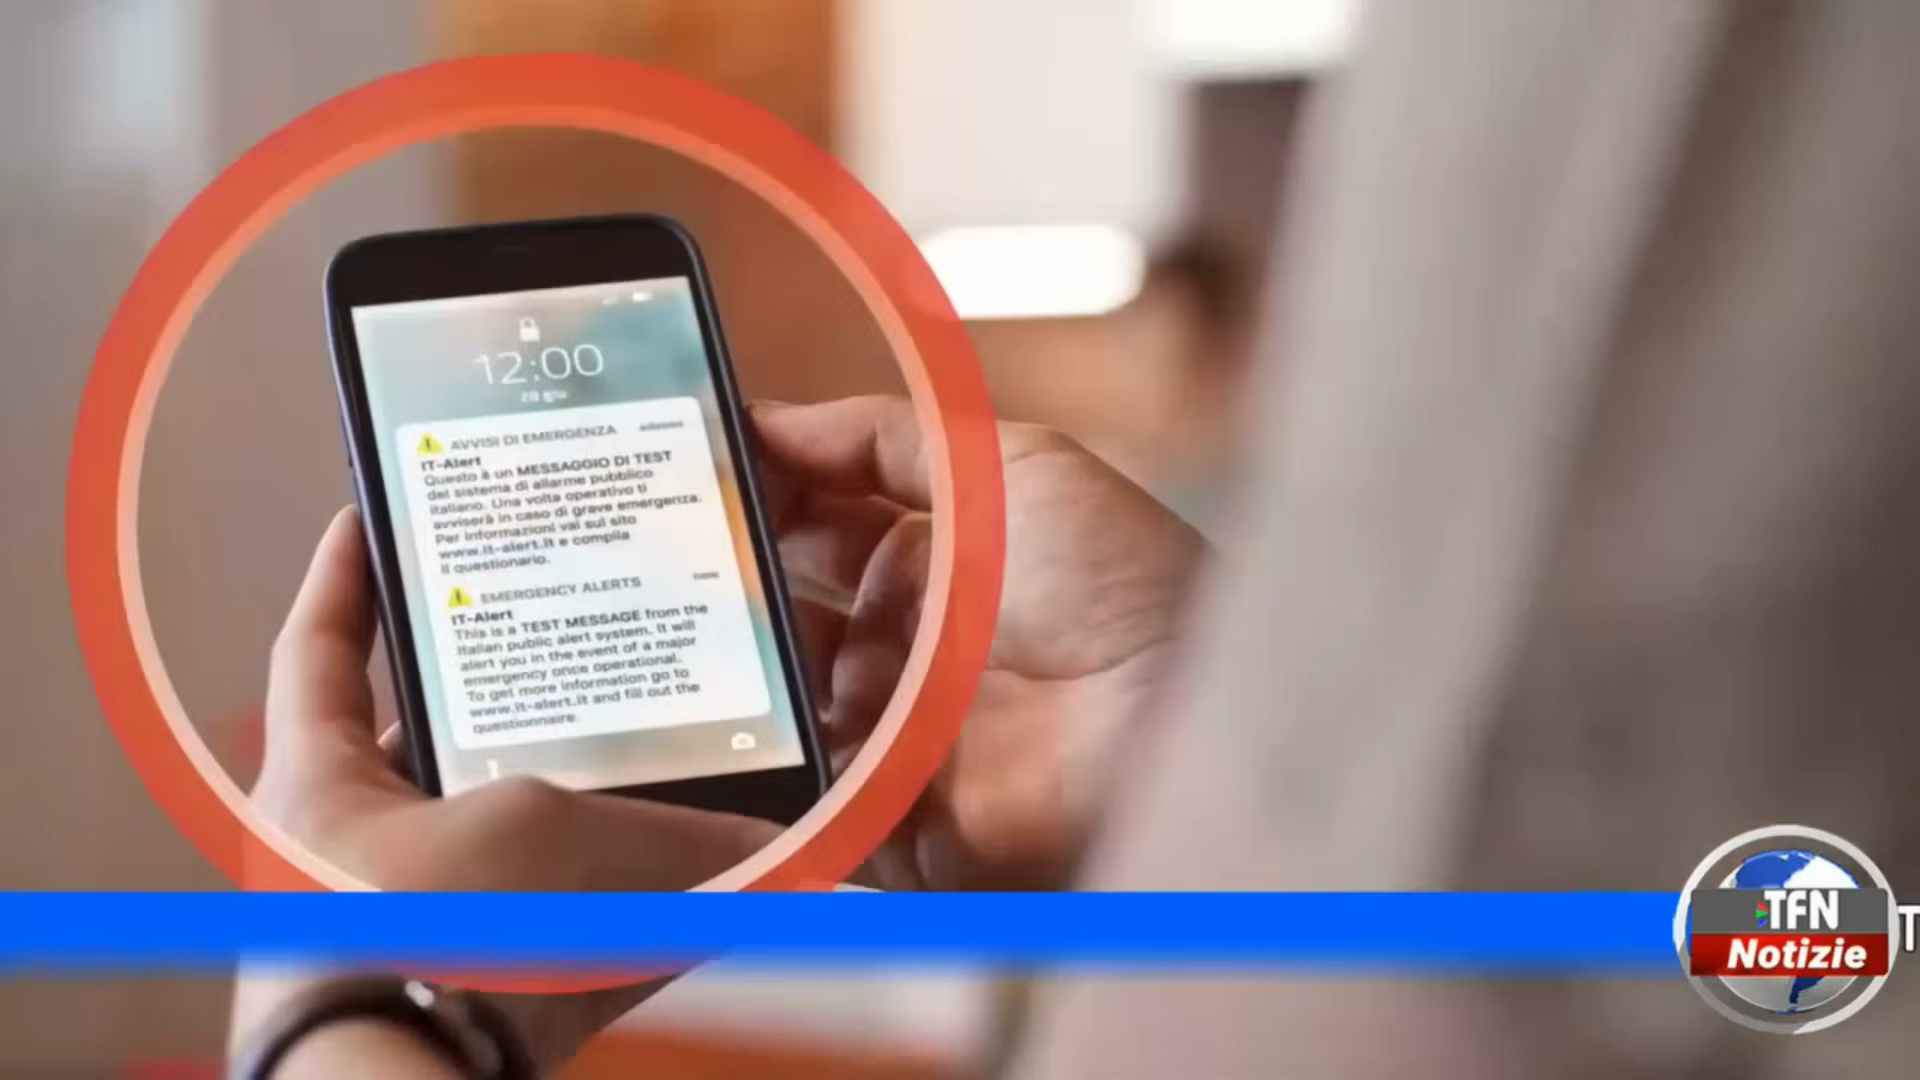 12:00
28 giu
AVVISI DI EMERGENZA adesso
IT-Alert
Questo è un MESSAGGIO DI TEST
del sistema di allarme pubblico
italiano. Una volta operativo ti
avviserà in caso di grave emergenza.
Per informazioni vai sul sito
www.it-alert.it e compila
il questionario.
EMERGENCY ALERTS now
IT-Alert
This is a TEST MESSAGE from the
Italian public alert system. It will
alert you in the event of a major
emergency once operational.
To get more information go to
www.it-alert.it and fill out the
questionnaire.
TFN
Notizie
T